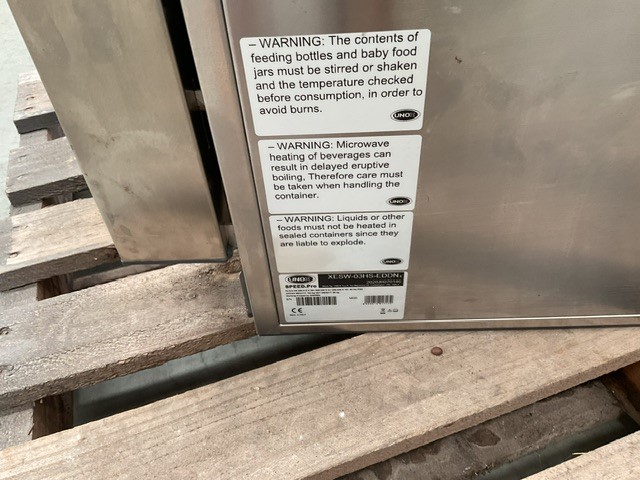 – WARNING: The contents of
feeding bottles and baby food
jars must be stirred or shaken
and the temperature checked
before consumption, in order to
avoid burns.
UNOX
– WARNING: Microwave
heating of beverages can
result in delayed eruptive
boiling, Therefore care must
be taken when handling the
container.
UNOX
– WARNING: Liquids or other
foods must not be heated in
sealed containers since they
are liable to explode.
UNOX
UNOX XESW-03HS-EDDN
SPEED.Pro
CE